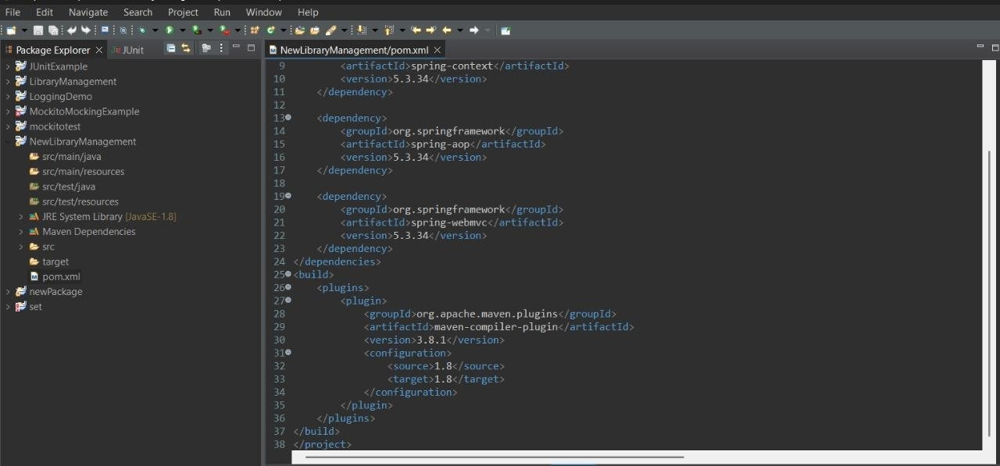 File Edit Navigate Search Project Run Window Help
Package Explorer
JUnit
JUnitExample
LibraryManagement
LoggingDemo
MockitoMockingExample
mockitotest
NewLibraryManagement
src/main/java
src/main/resources
src/test/java
src/test/resources
JRE System Library [JavaSE-1.8]
Maven Dependencies
src
target
pom.xml
newPackage
set
NewLibraryManagement/pom.xml
9 <artifactId>spring-context</artifactId>
10 <version>5.3.34</version>
11 </dependency>
12
13 <dependency>
14 <groupId>org.springframework</groupId>
15 <artifactId>spring-aop</artifactId>
16 <version>5.3.34</version>
17 </dependency>
18
19 <dependency>
20 <groupId>org.springframework</groupId>
21 <artifactId>spring-webmvc</artifactId>
22 <version>5.3.34</version>
23 </dependency>
24 </dependencies>
25 <build>
26 <plugins>
27 <plugin>
28 <groupId>org.apache.maven.plugins</groupId>
29 <artifactId>maven-compiler-plugin</artifactId>
30 <version>3.8.1</version>
31 <configuration>
32 <source>1.8</source>
33 <target>1.8</target>
34 </configuration>
35 </plugin>
36 </plugins>
37 </build>
38 </project>